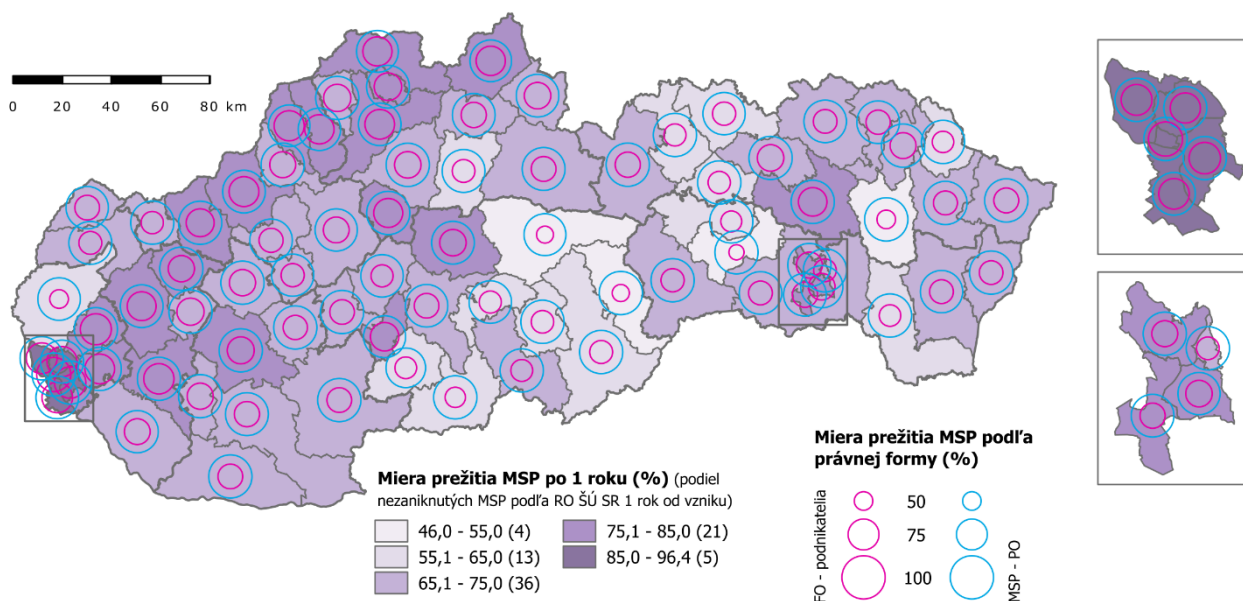 0 20 40 60 80 km
Miera prežitia MSP po 1 roku (%) (podiel
nezaniknutých MSP podľa RO ŠÚ SR 1 rok od vzniku)
46,0 - 55,0 (4)
55,1 - 65,0 (13)
65,1 - 75,0 (36)
75,1 - 85,0 (21)
85,0 - 96,4 (5)
Miera prežitia MSP podľa
právnej formy (%)
FO - podnikatelia
50
75
100
MSP - PO